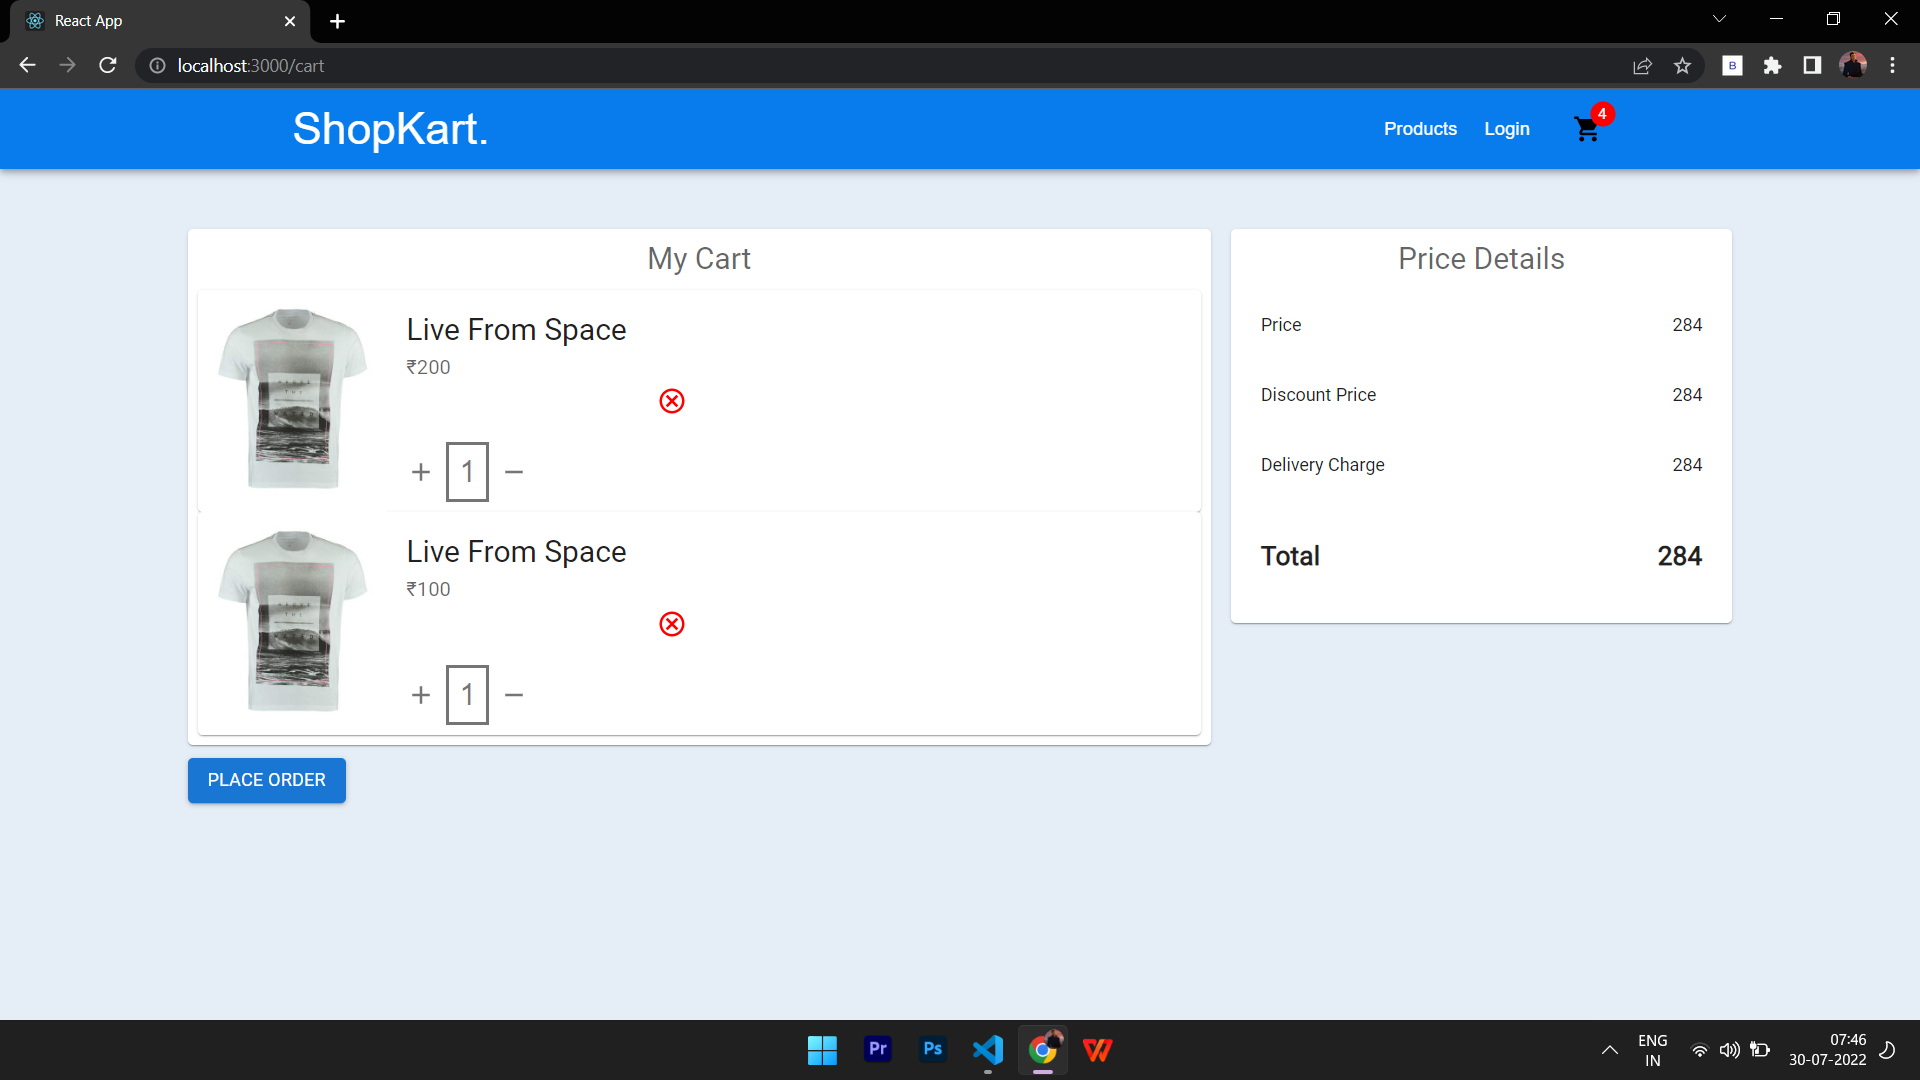 React App
localhost:3000/cart
B
ShopKart.
Products Login 4
My Cart
Live From Space
₹200
+ 1 −
Live From Space
₹100
+ 1 −
PLACE ORDER
Price Details
Price 284
Discount Price 284
Delivery Charge 284
Total 284
Pr Ps W
ENG
IN
07:46
30-07-2022